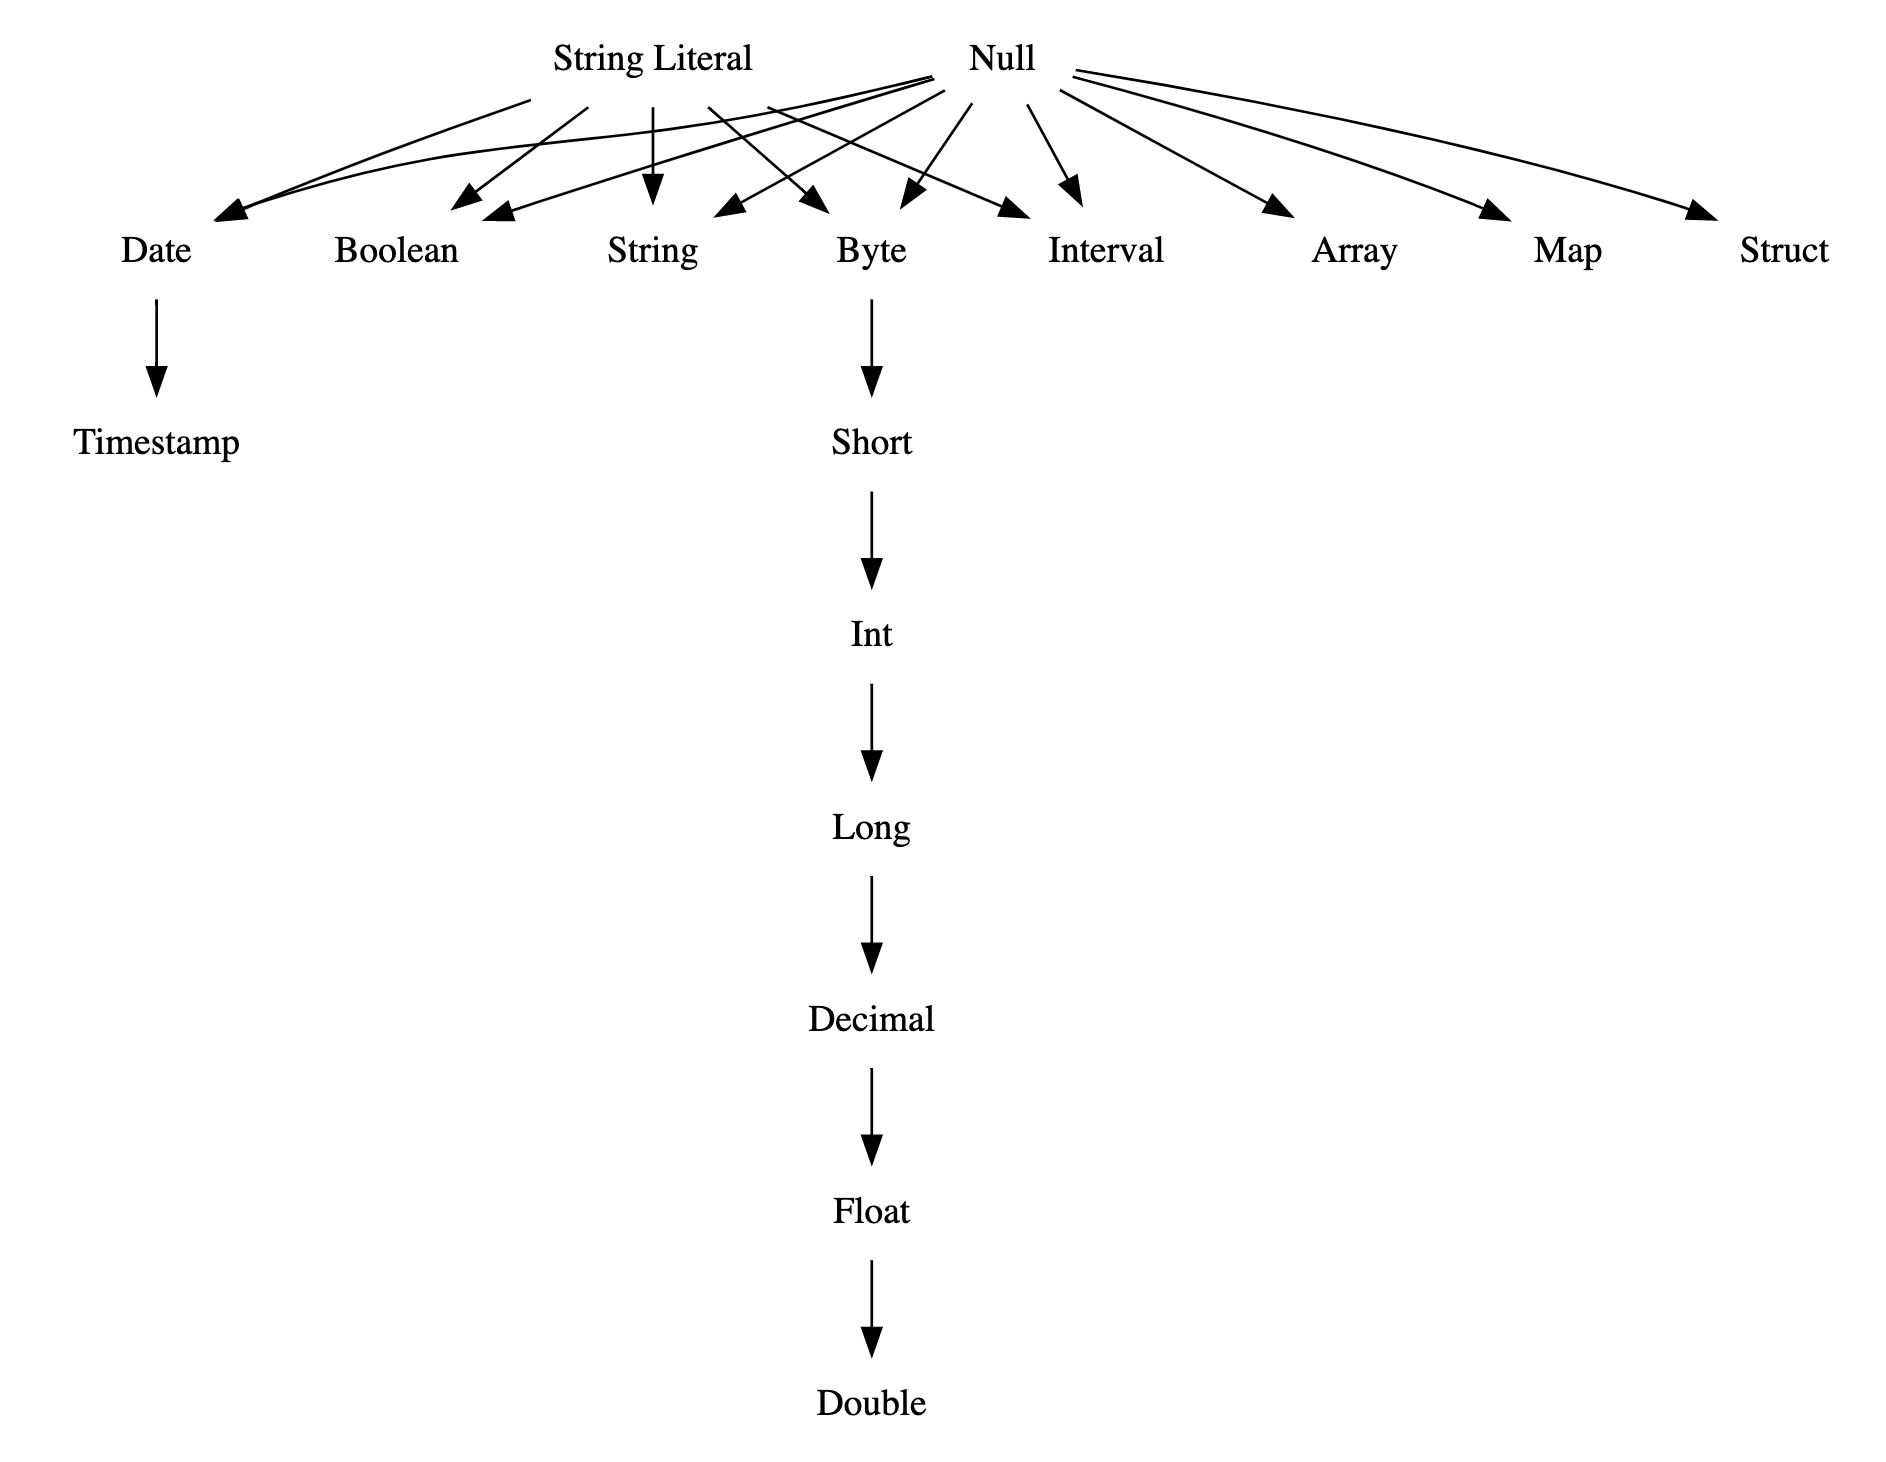 String Literal
Null
Date
Boolean
String
Byte
Interval
Array
Map
Struct
Timestamp
Short
Int
Long
Decimal
Float
Double